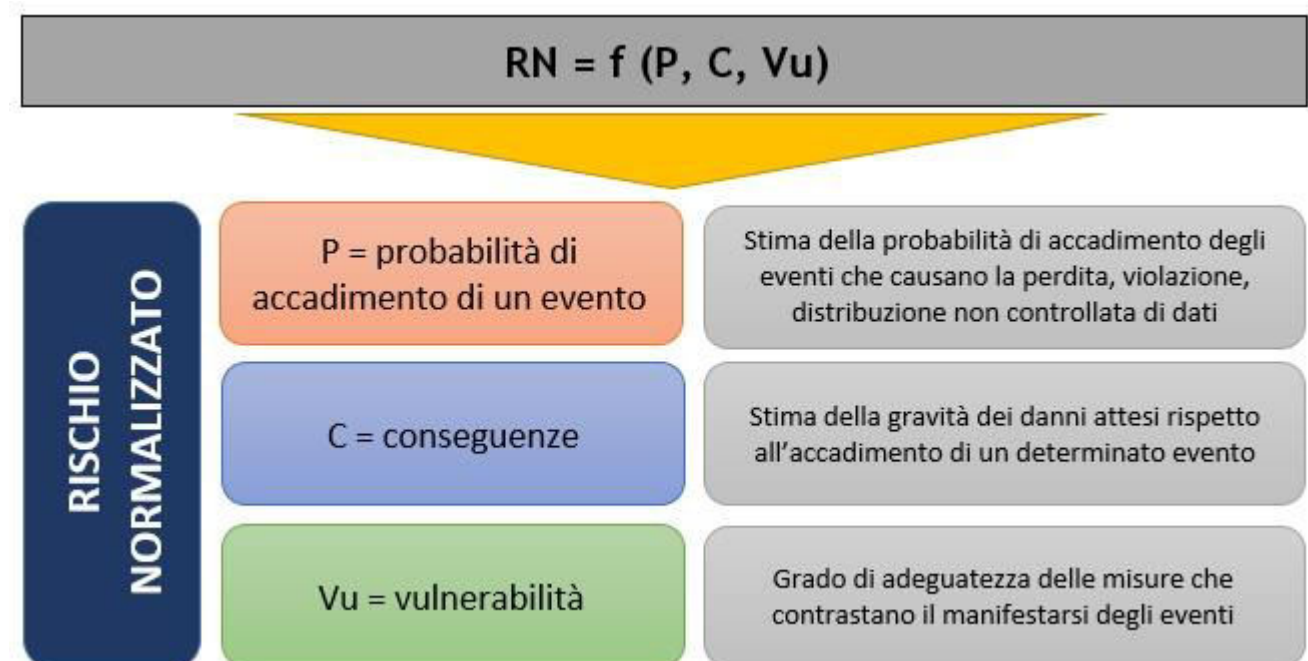 RN = f (P, C, Vu)
RISCHIO
NORMALIZZATO
P = probabilità di
accadimento di un evento
Stima della probabilità di accadimento degli
eventi che causano la perdita, violazione,
distribuzione non controllata di dati
C = conseguenze
Stima della gravità dei danni attesi rispetto
all’accadimento di un determinato evento
Vu = vulnerabilità
Grado di adeguatezza delle misure che
contrastano il manifestarsi degli eventi